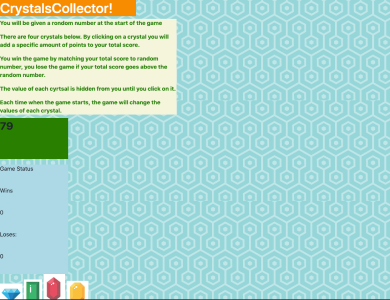 CrystalsCollector!
You will be given a rondom number at the start of the game
There are four crystals below. By clicking on a crystal you will
add a specific amount of points to your total score.
You win the game by matching your total score to random
number, you lose the game if your total score goes above the
random number.
The value of each cyrtsal is hidden from you until you click on it.
Each time when the game starts, the game will change the
values of each crystal.
79
Game Status
Wins
0
Loses:
0